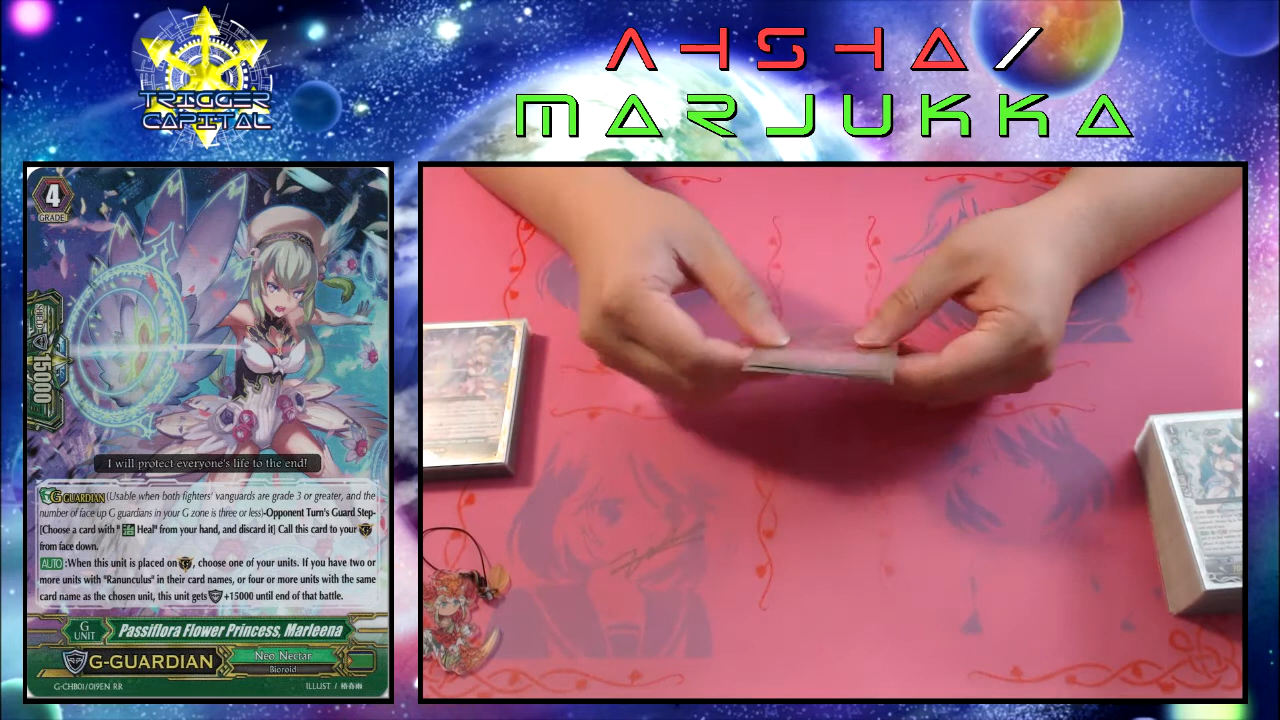 TRIGGER
CAPITAL
AHSHA/
MARJUKKA
4
GRADE
SHIELD
15000
I will protect everyone's life to the end!
G GUARDIAN (Usable when both fighters' vanguards are grade 3 or greater, and the
number of face up G guardians in your G zone is three or less)-Opponent Turn's Guard Step-
[Choose a card with "治 Heal" from your hand, and discard it] Call this card to your G
from face down.
AUTO :When this unit is placed on G, choose one of your units. If you have two or
more units with "Ranunculus" in their card names, or four or more units with the same
card name as the chosen unit, this unit gets +15000 until end of that battle.
G
UNIT
Passiflora Flower Princess, Marleena
G-GUARDIAN
Neo Nectar
Bioroid
G-CHB01/019EN RR
ILLUST /